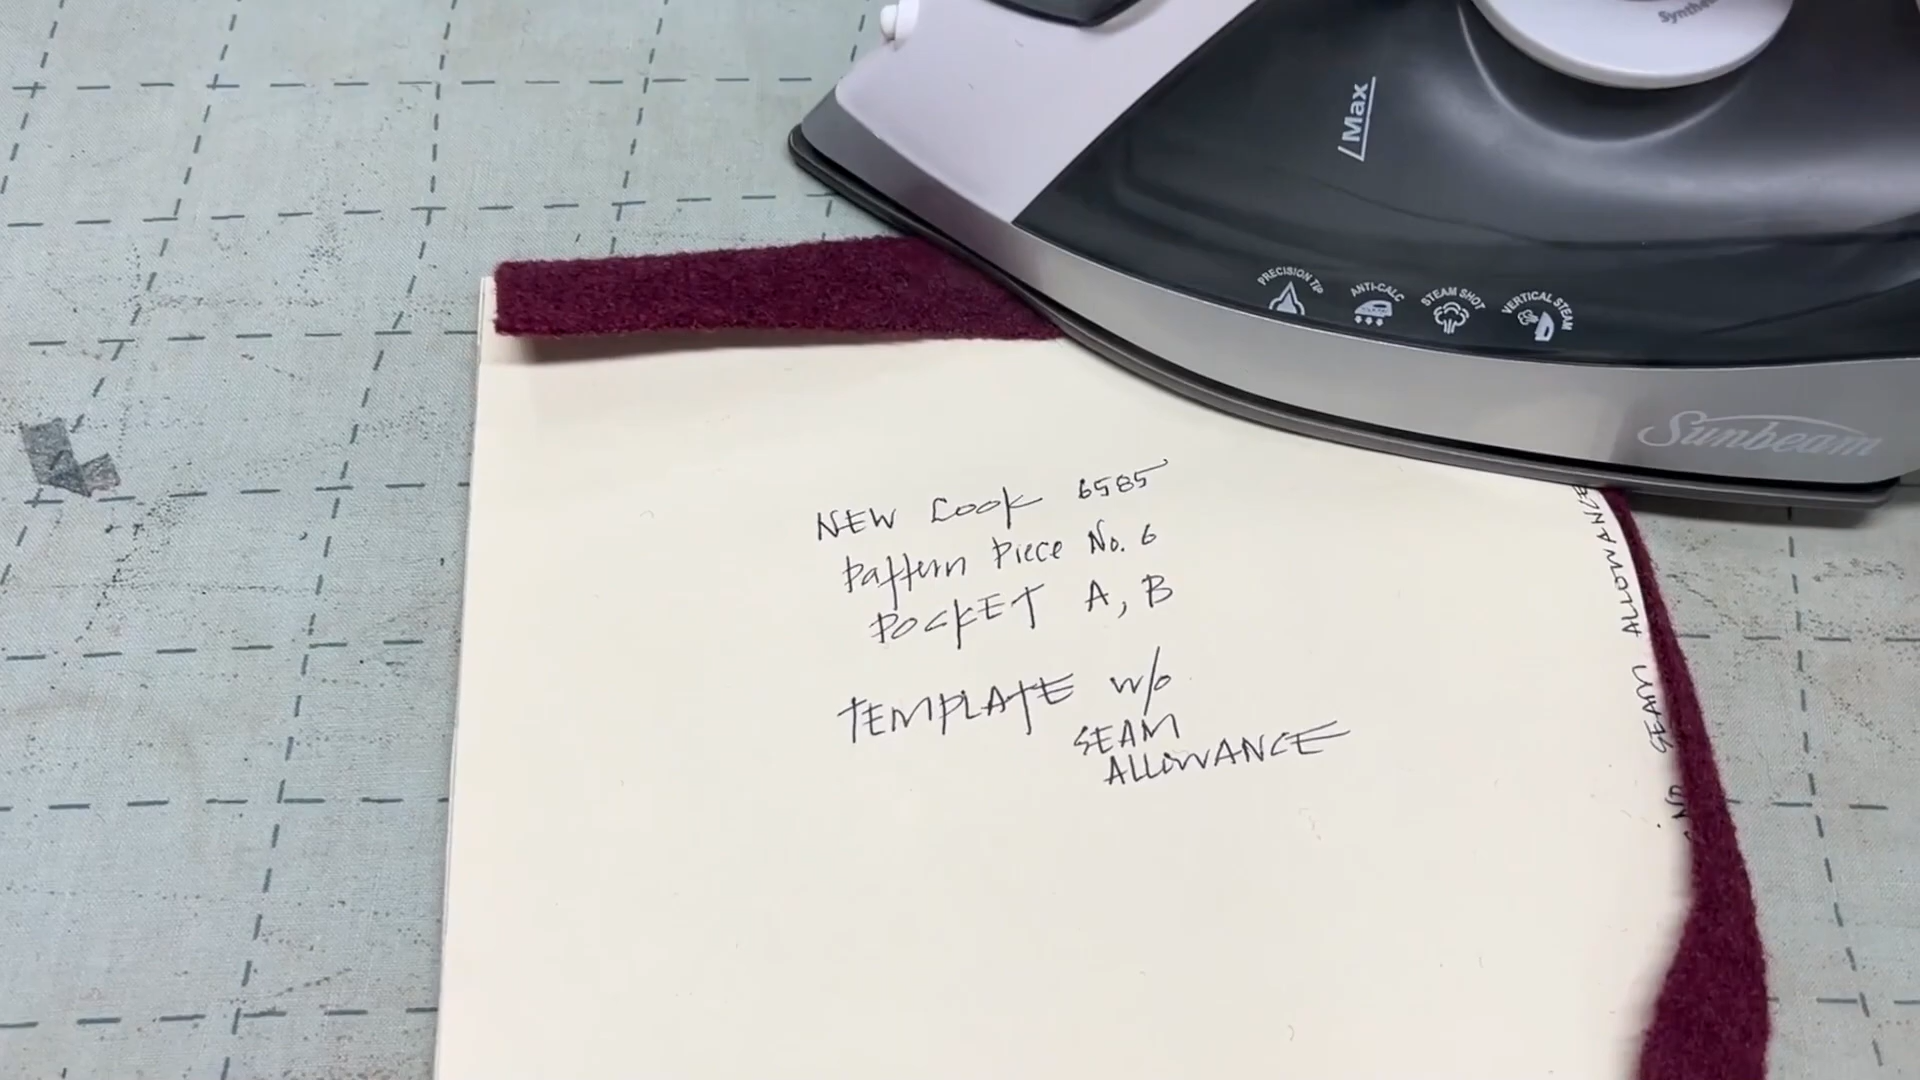 Synthe
Max
PRECISION TIP
ANTI-CALC
STEAM SHOT
VERTICAL STEAM
Sunbeam
NEW Look 6585
Pattern Piece No. 6
POCKET A, B
TEMPLATE w/o
SEAM
ALLOWANCE
SEAM ALLOWANCE